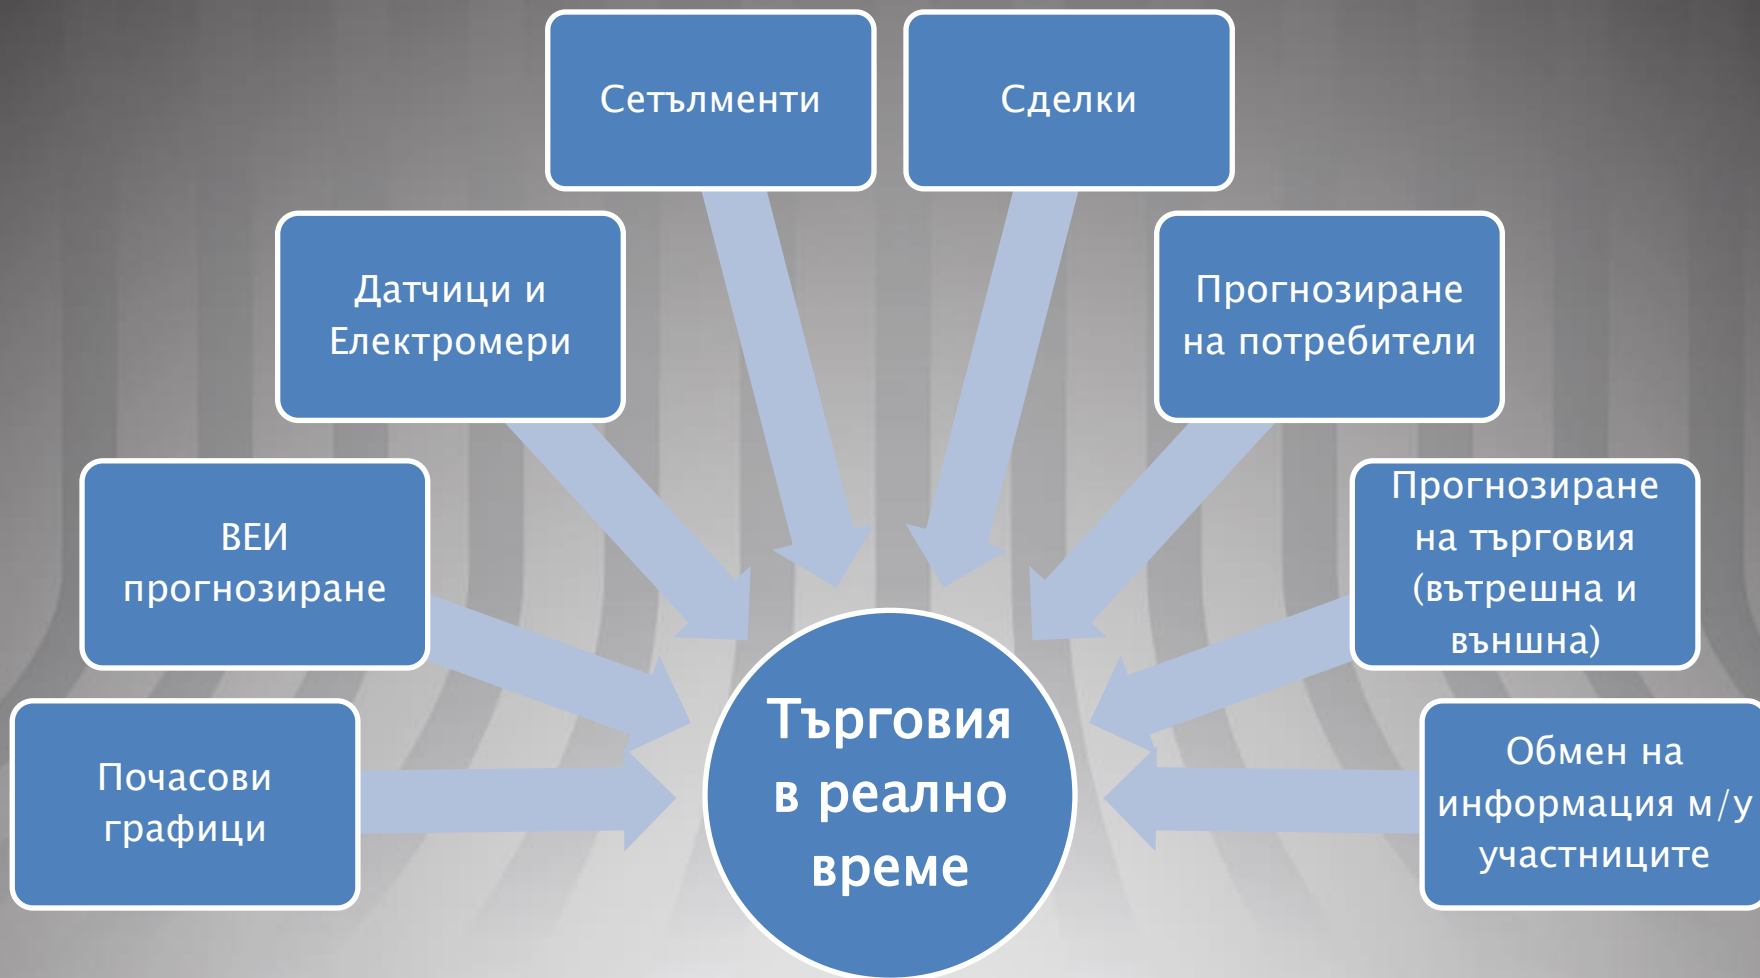 Сетълменти
Сделки
Датчици и
Електромери
Прогнозиране
на потребители
ВЕИ
прогнозиране
Прогнозиране
на търговия
(вътрешна и
външна)
Почасови
графици
Търговия
в реално
време
Обмен на
информация м/у
участниците